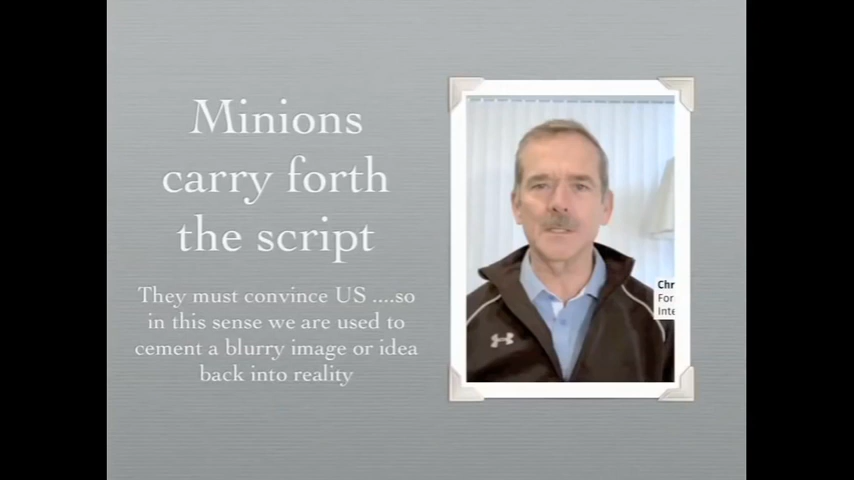 Minions
carry forth
the script
They must convince US ....so
in this sense we are used to
cement a blurry image or idea
back into reality
Chr
For
Inte